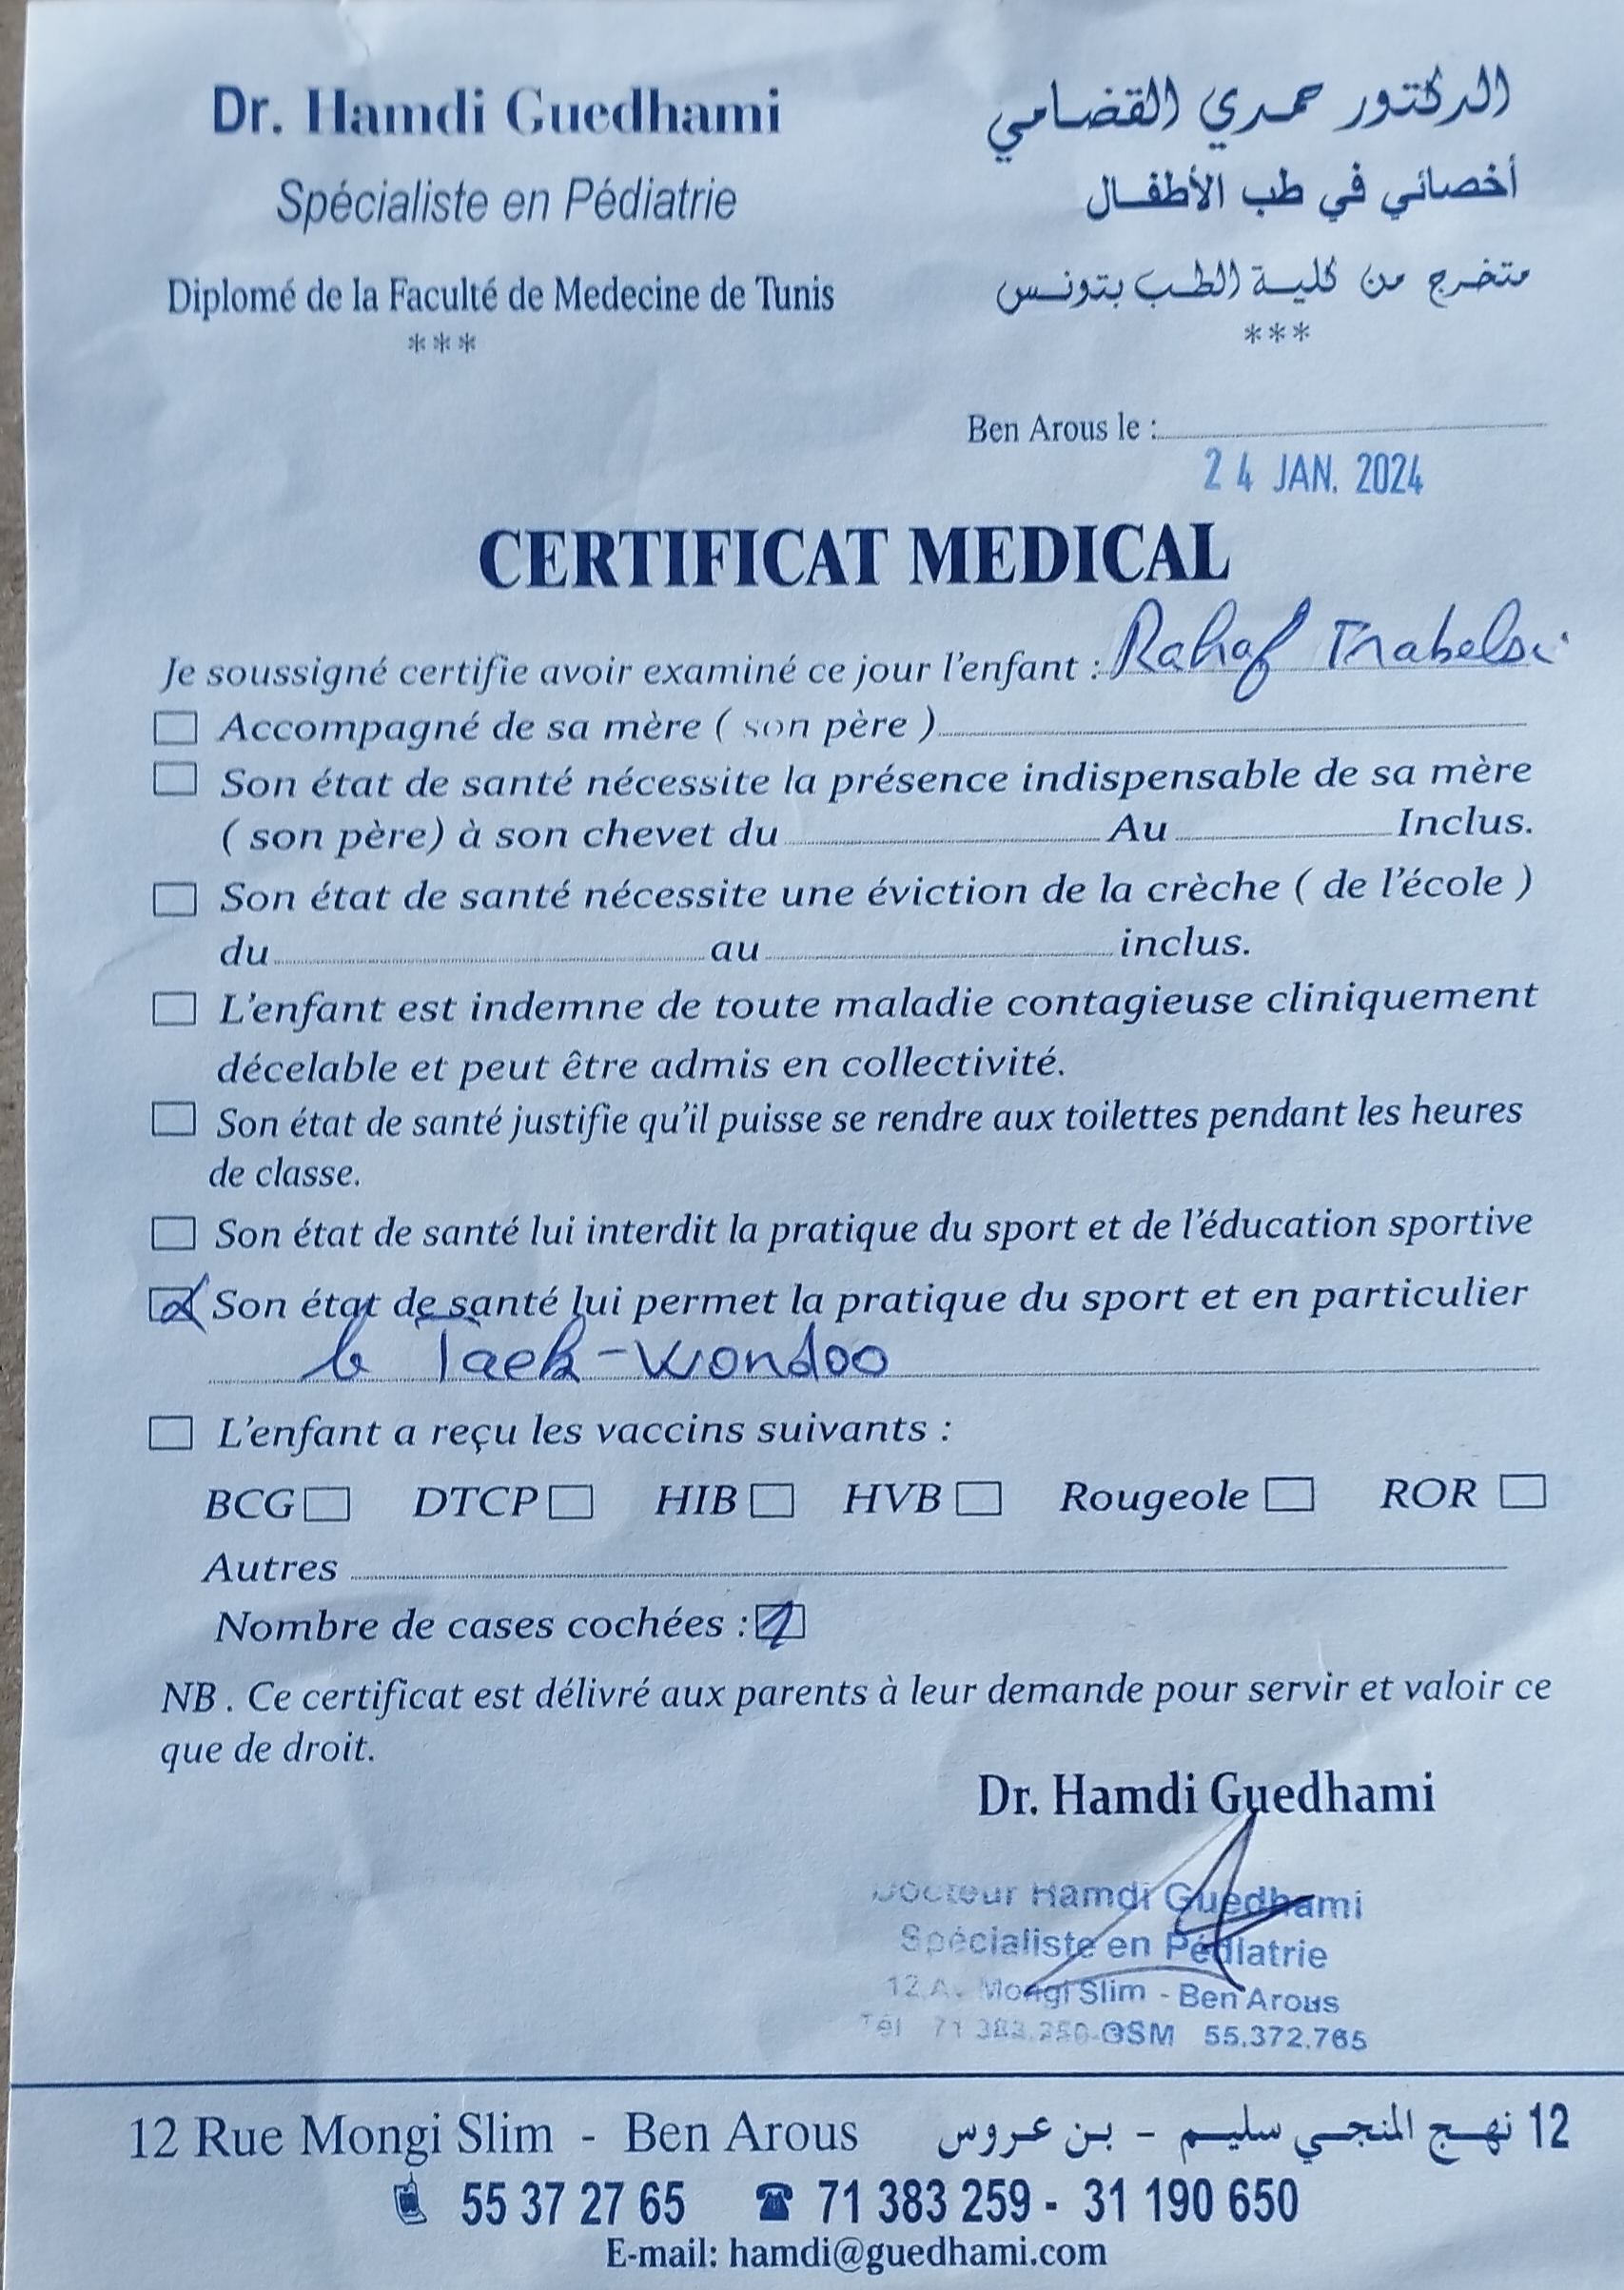 Dr. Hamdi Guedhami
Spécialiste en Pédiatrie
Diplomé de la Faculté de Medecine de Tunis
***
الدكتور حمدي القضامي
أخصائي في طب الأطفال
متخرج من كلية الطب بتونس
***
Ben Arous le :
24 JAN. 2024
CERTIFICAT MEDICAL
Je soussigné certifie avoir examiné ce jour l'enfant : Rahaf Trabelsi
Accompagné de sa mère ( son père )
Son état de santé nécessite la présence indispensable de sa mère
( son père) à son chevet du Au Inclus.
Son état de santé nécessite une éviction de la crèche ( de l'école )
du au inclus.
L'enfant est indemne de toute maladie contagieuse cliniquement
décelable et peut être admis en collectivité.
Son état de santé justifie qu'il puisse se rendre aux toilettes pendant les heures
de classe.
Son état de santé lui interdit la pratique du sport et de l'éducation sportive
Son état de santé lui permet la pratique du sport et en particulier
le Taek-wondoo
L'enfant a reçu les vaccins suivants :
BCG DTCP HIB HVB Rougeole ROR
Autres
Nombre de cases cochées : 1
NB . Ce certificat est délivré aux parents à leur demande pour servir et valoir ce
que de droit.
Dr. Hamdi Guedhami
Docteur Hamdi Guedhami
Spécialiste en Pédiatrie
12 Av Mongi Slim - Ben Arous
Tél 71 383.259 GSM 55.372.765
12 Rue Mongi Slim - Ben Arous
12 نهج المنجي سليم - بن عروس
55 37 27 65 71 383 259 - 31 190 650
E-mail: hamdi@guedhami.com